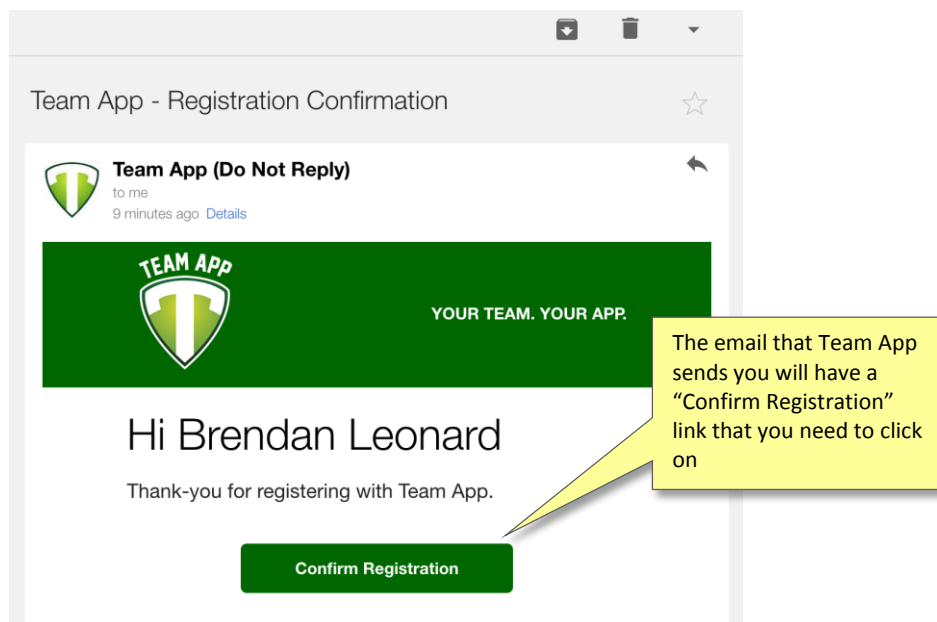 Team App - Registration Confirmation
Team App (Do Not Reply)
to me
9 minutes ago Details
TEAM APP
YOUR TEAM. YOUR APP.
The email that Team App
sends you will have a
“Confirm Registration”
link that you need to click
on
Hi Brendan Leonard
Thank-you for registering with Team App.
Confirm Registration